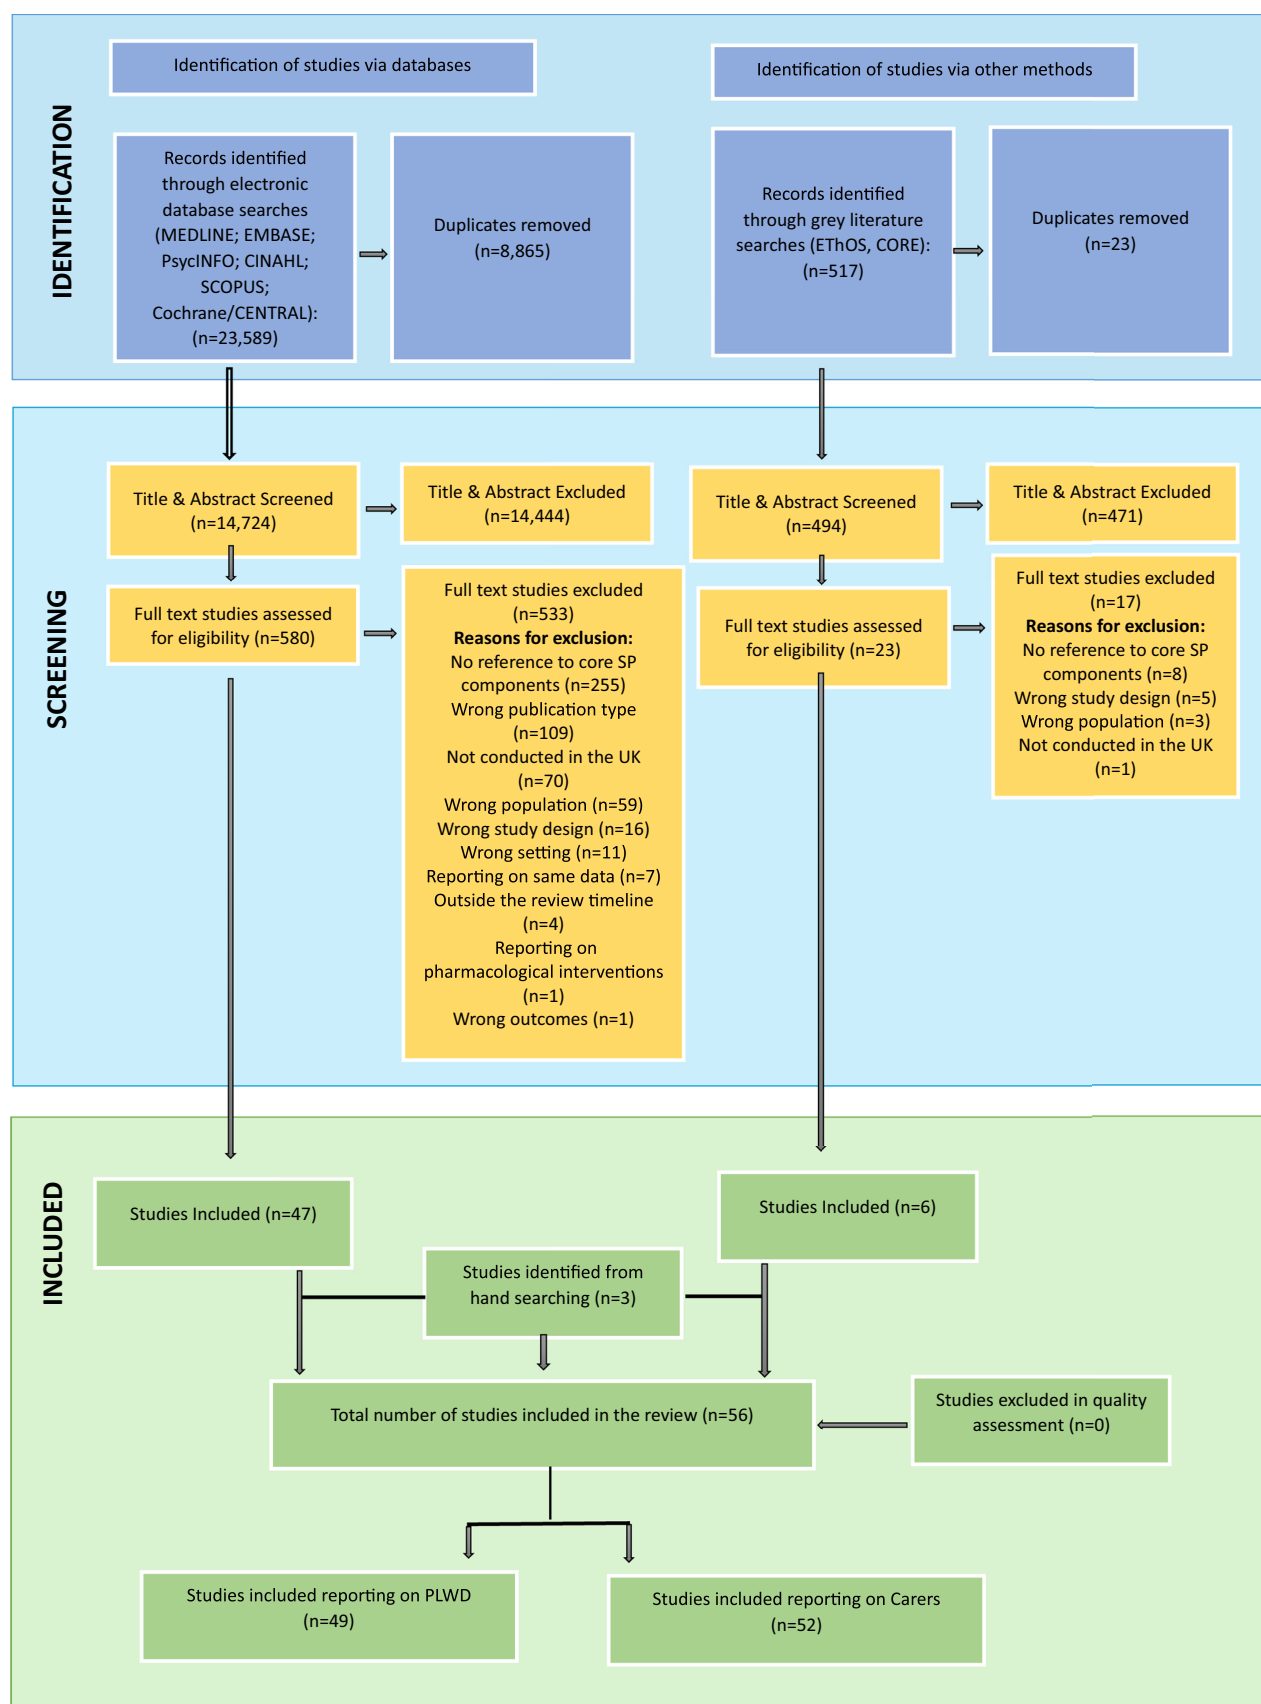 IDENTIFICATION
Identification of studies via databases
Identification of studies via other methods
Records identified
through electronic
database searches
(MEDLINE; EMBASE;
PsycINFO; CINAHL;
SCOPUS;
Cochrane/CENTRAL):
(n=23,589)
Duplicates removed
(n=8,865)
Records identified
through grey literature
searches (EThOS, CORE):
(n=517)
Duplicates removed
(n=23)
SCREENING
Title & Abstract Screened
(n=14,724)
Title & Abstract Excluded
(n=14,444)
Title & Abstract Screened
(n=494)
Title & Abstract Excluded
(n=471)
Full text studies assessed
for eligibility (n=580)
Full text studies excluded
(n=533)
Reasons for exclusion:
No reference to core SP
components (n=255)
Wrong publication type
(n=109)
Not conducted in the UK
(n=70)
Wrong population (n=59)
Wrong study design (n=16)
Wrong setting (n=11)
Reporting on same data (n=7)
Outside the review timeline
(n=4)
Reporting on
pharmacological interventions
(n=1)
Wrong outcomes (n=1)
Full text studies assessed
for eligibility (n=23)
Full text studies excluded
(n=17)
Reasons for exclusion:
No reference to core SP
components (n=8)
Wrong study design (n=5)
Wrong population (n=3)
Not conducted in the UK
(n=1)
INCLUDED
Studies Included (n=47)
Studies Included (n=6)
Studies identified from
hand searching (n=3)
Total number of studies included in the review (n=56)
Studies excluded in quality
assessment (n=0)
Studies included reporting on PLWD
(n=49)
Studies included reporting on Carers
(n=52)